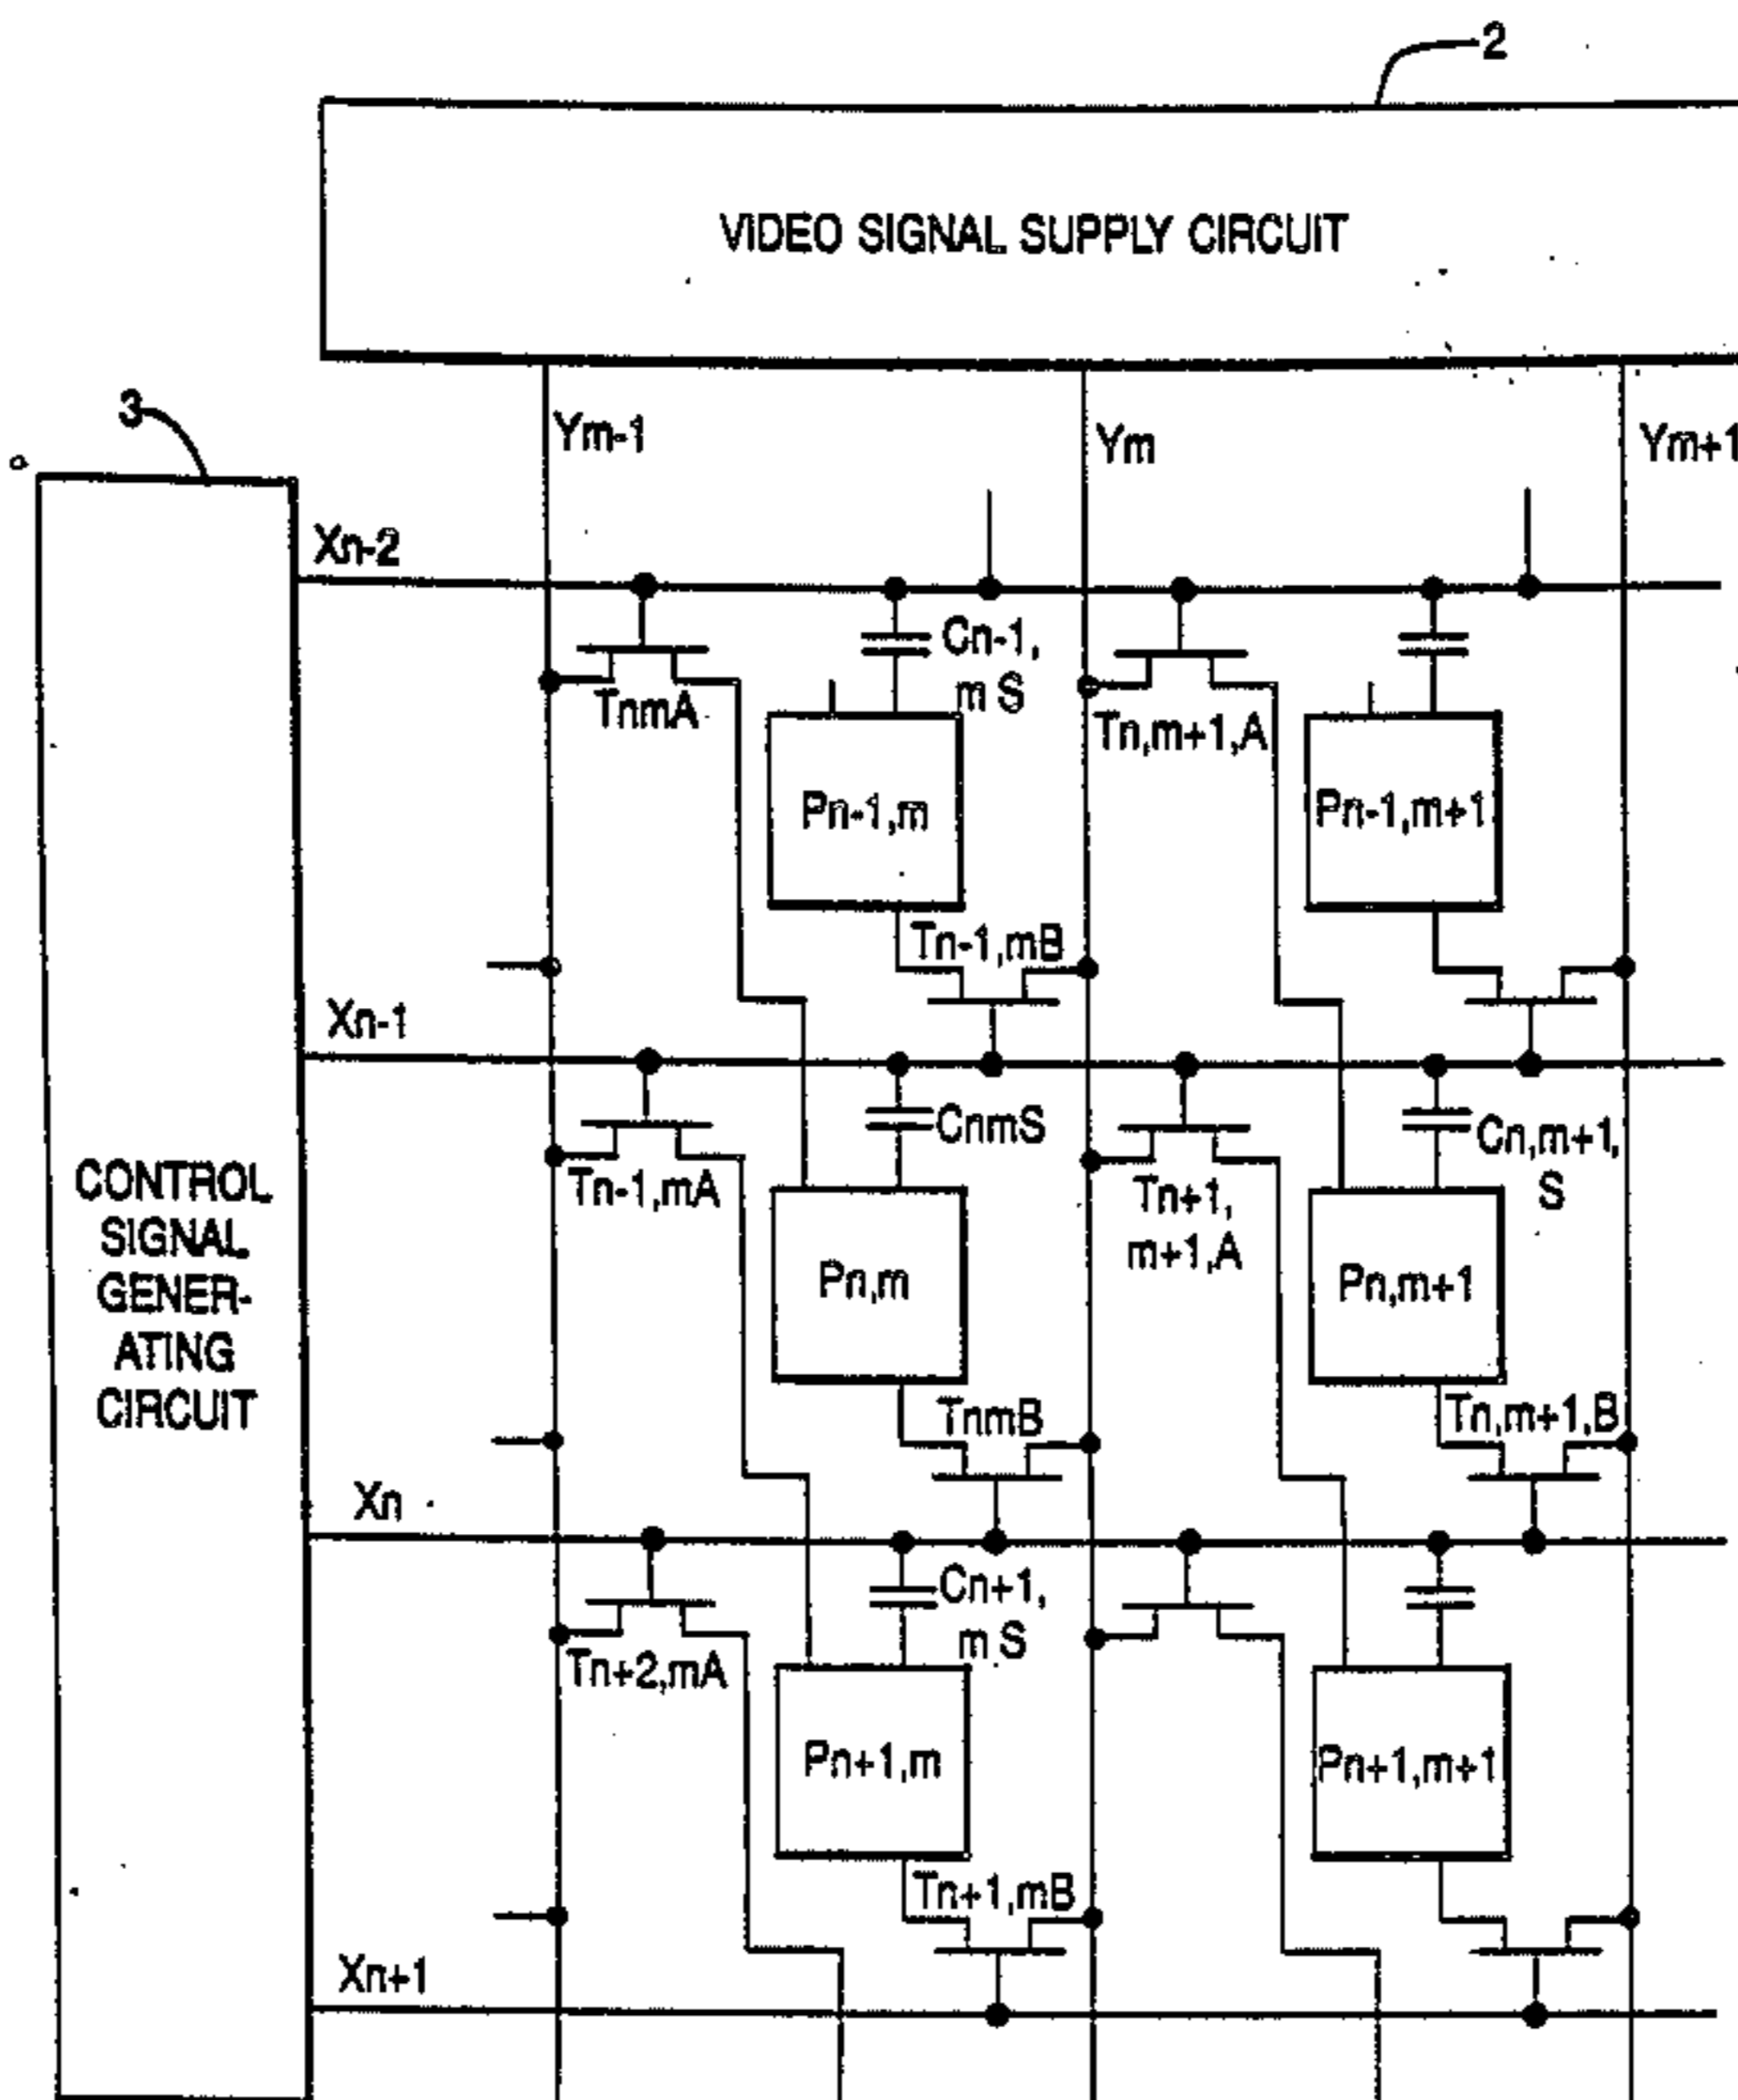 2
VIDEO SIGNAL SUPPLY CIRCUIT
3
Ym-1
Ym
Ym+1
Xn-2
Cn-1,
m S
TnmA
Tn,m+1,A
Pn-1,m
Pn-1,m+1
Tn-1,mB
Xn-1
CnmS
Cn,m+1,
S
Tn-1,mA
Tn+1,
m+1,A
CONTROL
SIGNAL
GENER-
ATING
CIRCUIT
Pn,m
Pn,m+1
TnmB
Tn,m+1,B
Xn
Cn+1,
m S
Tn+2,mA
Pn+1,m
Pn+1,m+1
Tn+1,mB
Xn+1